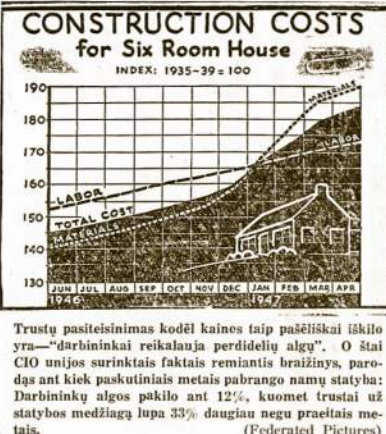 CONSTRUCTION COSTS
for Six Room House
INDEX: 1935-39=100
190
180
170
160
150
140
130
MATERIALS
LABOR
LABOR
TOTAL COST
MATERIALS
JUN JUL AUG SEP OCT NOV DEC JAN FEB MAR APR
1946 1947
Trustų pasiteisinimas kodėl kainos taip pašėliškai iškilo
yra—"darbininkai reikalauja perdidelių algų". O štai
CIO unijos surinktais faktais remiantis braižinys, paro-
dąs ant kiek paskutiniais metais pabrango namų statyba:
Darbininkų algos pakilo ant 12%, kuomet trustai už
statybos medžiagą lupa 33% daugiau negu praeitais me-
tais. (Federated Pictures)